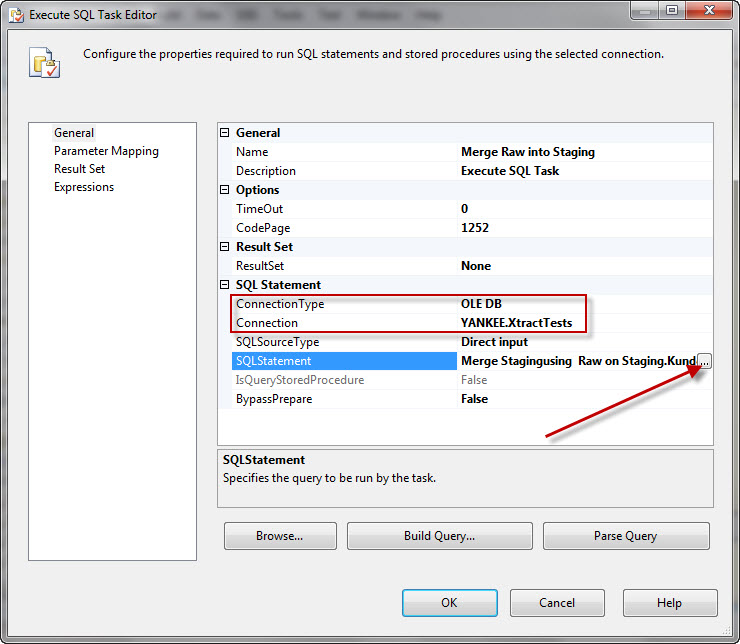 Execute SQL Task Editor
Configure the properties required to run SQL statements and stored procedures using the selected connection.
General
Parameter Mapping
Result Set
Expressions
General
Name Merge Raw into Staging
Description Execute SQL Task
Options
TimeOut 0
CodePage 1252
Result Set
ResultSet None
SQL Statement
ConnectionType OLE DB
Connection YANKEE.XtractTests
SQLSourceType Direct input
SQLStatement Merge Stagingusing Raw on Staging.Kund ...
IsQueryStoredProcedure False
BypassPrepare False
SQLStatement
Specifies the query to be run by the task.
Browse... Build Query... Parse Query
OK Cancel Help